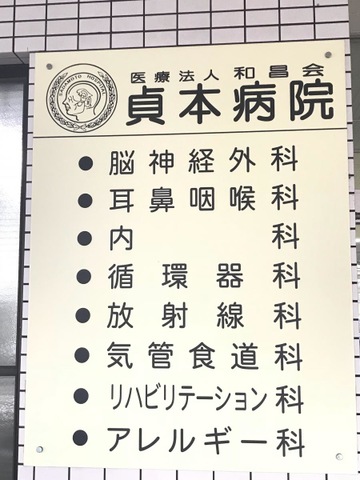 SADAMOTO HOSPITAL
医療法人 和昌会
貞本病院
● 脳神経外科
● 耳鼻咽喉科
● 内科
● 循環器科
● 放射線科
● 気管食道科
● リハビリテーション科
● アレルギー科